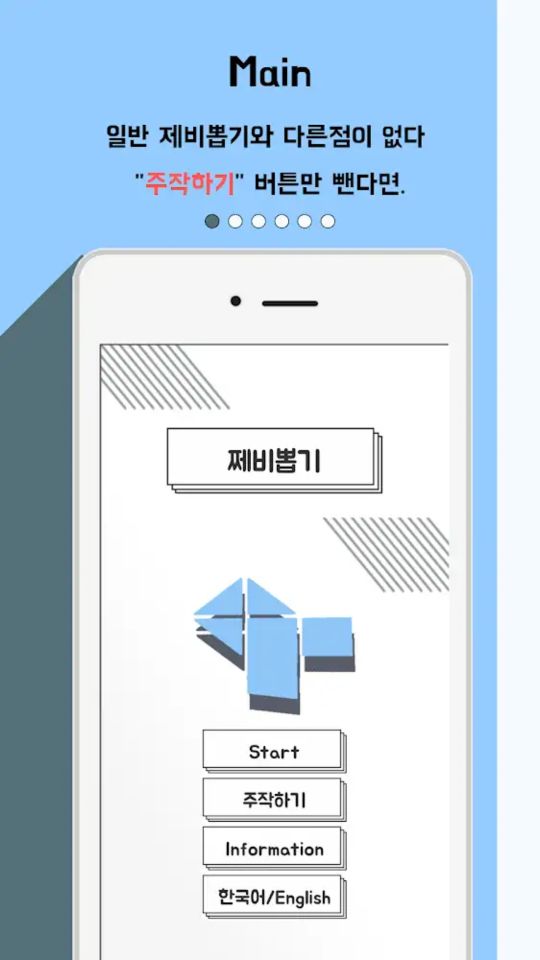 Main
일반 제비뽑기와 다른점이 없다
"주작하기" 버튼만 뺀다면.
쩨비뽑기
Start
주작하기
Information
한국어/English